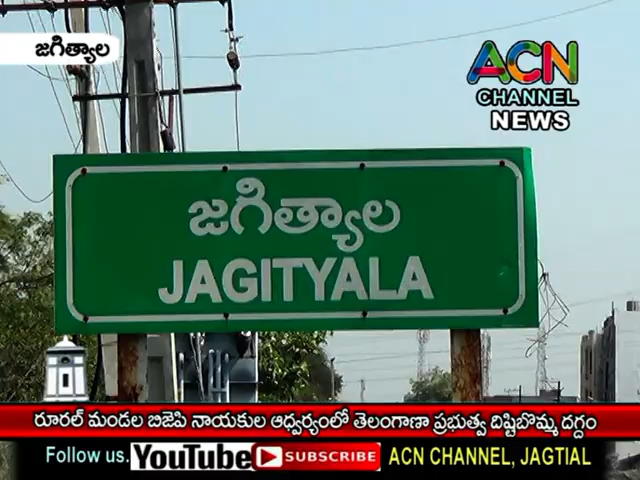 జగిత్యాల
ACN
CHANNEL
NEWS
జగిత్యాల
JAGITYALA
రూరల్ మండల బిజెపి నాయకుల ఆధ్వర్యంలో తెలంగాణా ప్రభుత్వ దిష్టిబొమ్మ దగ్దం
Follow us. YouTube SUBSCRIBE ACN CHANNEL, JAGTIAL